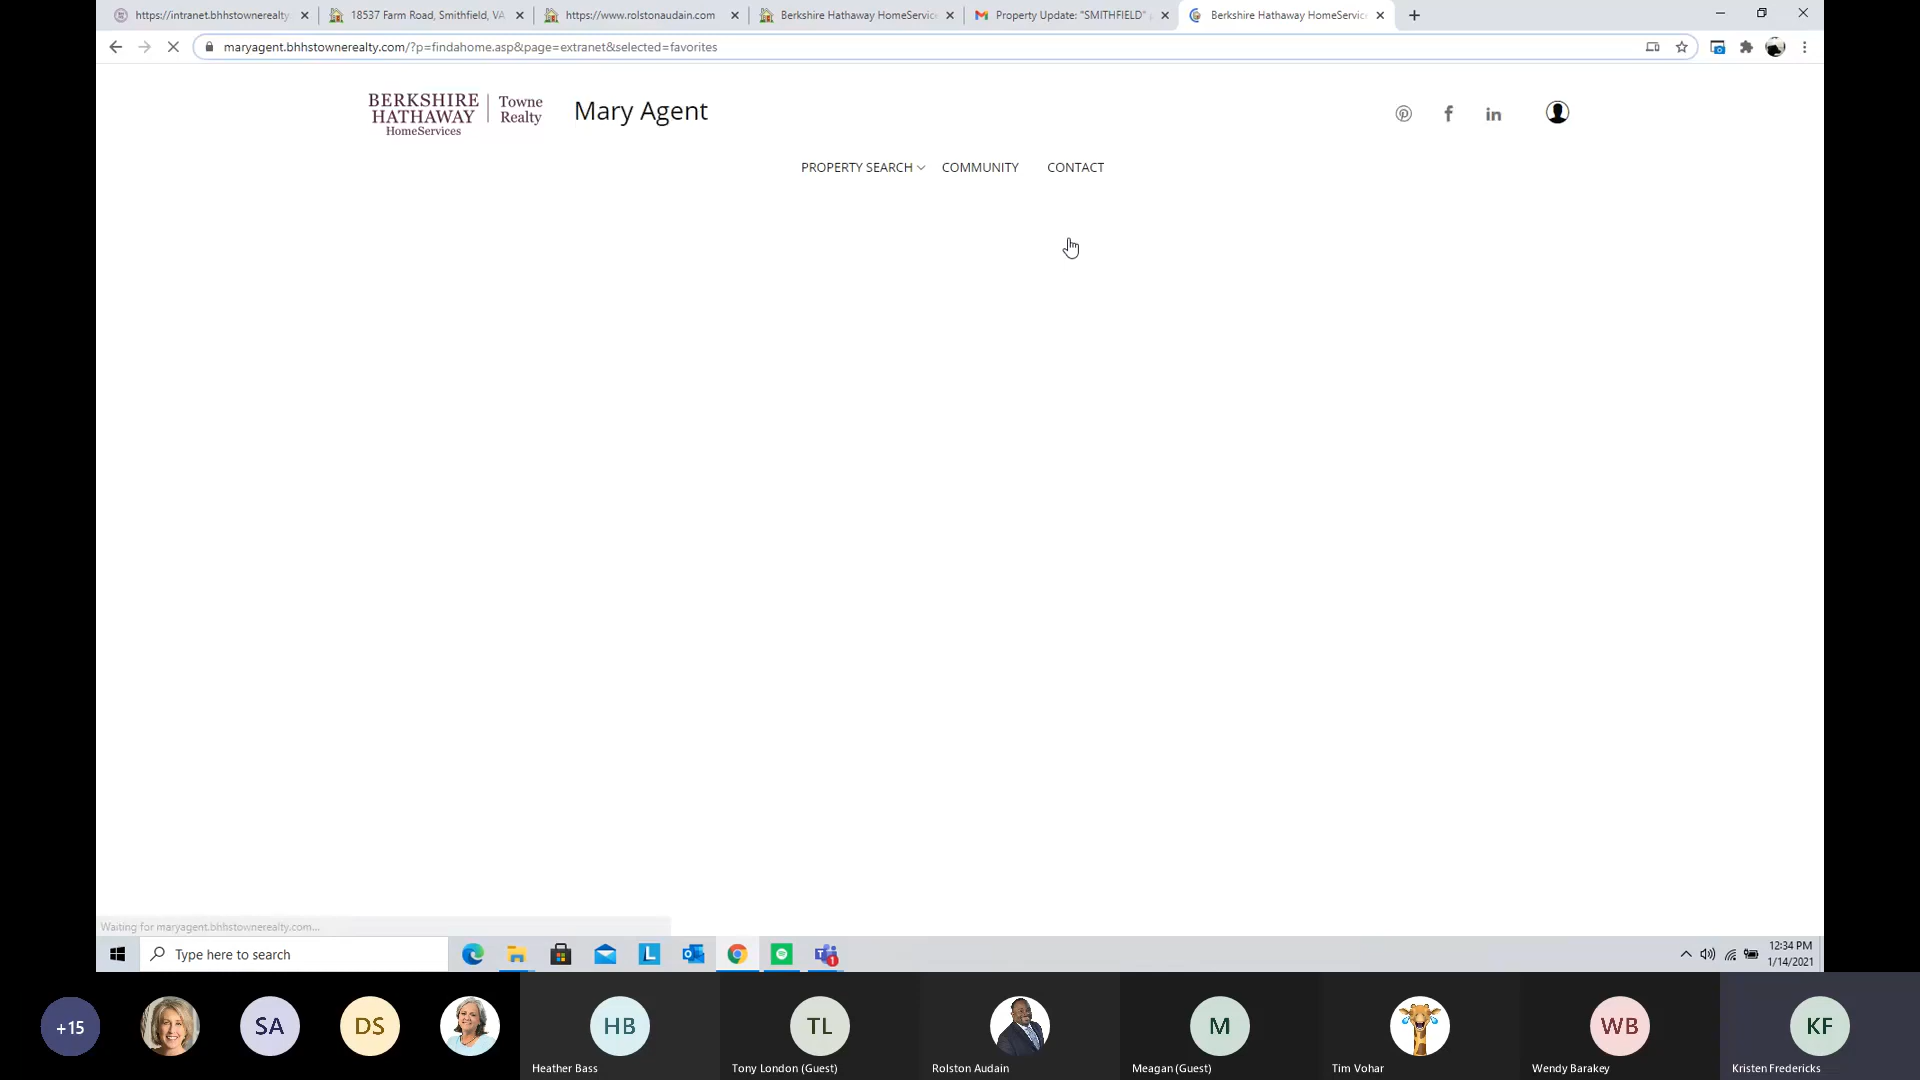 https://intranet.bhhstownerealty
18537 Farm Road, Smithfield, VA
https://www.rolstonaudain.com
Berkshire Hathaway HomeService
Property Update: "SMITHFIELD"
Berkshire Hathaway HomeService
maryagent.bhhstownerealty.com/?p=findahome.asp&page=extranet&selected=favorites
BERKSHIRE HATHAWAY HomeServices
Towne Realty
Mary Agent
PROPERTY SEARCH
COMMUNITY
CONTACT
Waiting for maryagent.bhhstownerealty.com...
Type here to search
L
1
12:34 PM
1/14/2021
+15
SA
DS
HB
TL
M
WB
KF
Heather Bass
Tony London (Guest)
Rolston Audain
Meagan (Guest)
Tim Vohar
Wendy Barakey
Kristen Fredericks